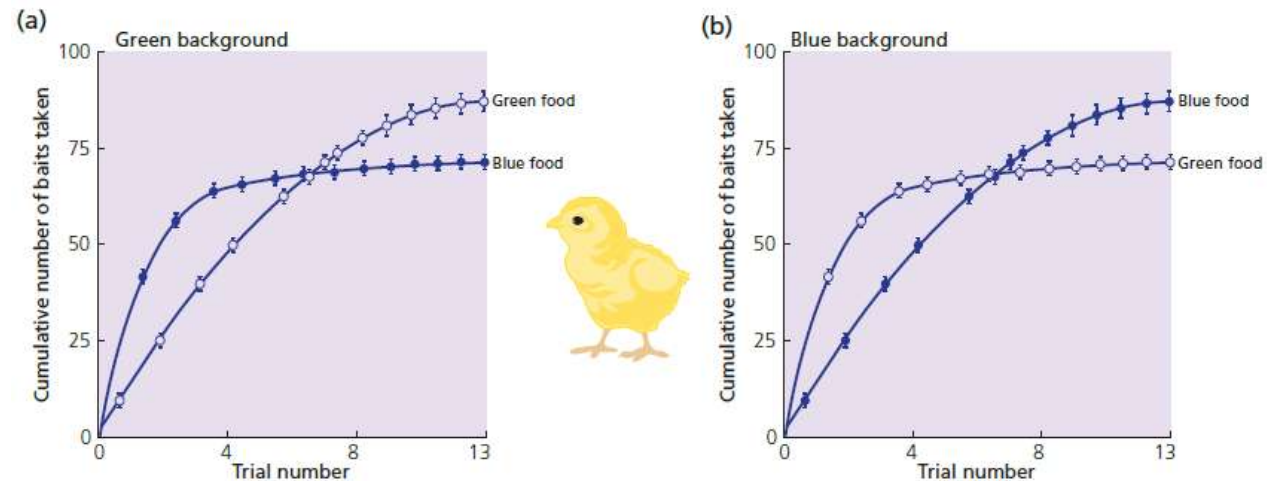 (a)
Green background
100
75
50
25
0
Cumulative number of baits taken
0 4 8 13
Trial number
Green food
Blue food
(b)
Blue background
100
75
50
25
0
Cumulative number of baits taken
0 4 8 13
Trial number
Blue food
Green food